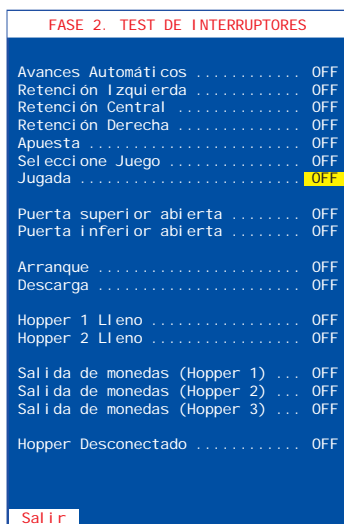 FASE 2. TEST DE INTERRUPTORES
Avances Automáticos ............ OFF
Retención Izquierda ............ OFF
Retención Central .............. OFF
Retención Derecha .............. OFF
Apuesta ........................ OFF
Seleccione Juego ............... OFF
Jugada ......................... OFF
Puerta superior abierta ........ OFF
Puerta inferior abierta ........ OFF
Arranque ....................... OFF
Descarga ....................... OFF
Hopper 1 Lleno ................. OFF
Hopper 2 Lleno ................. OFF
Salida de monedas (Hopper 1) ... OFF
Salida de monedas (Hopper 2) ... OFF
Salida de monedas (Hopper 3) ... OFF
Hopper Desconectado ............ OFF
Salir